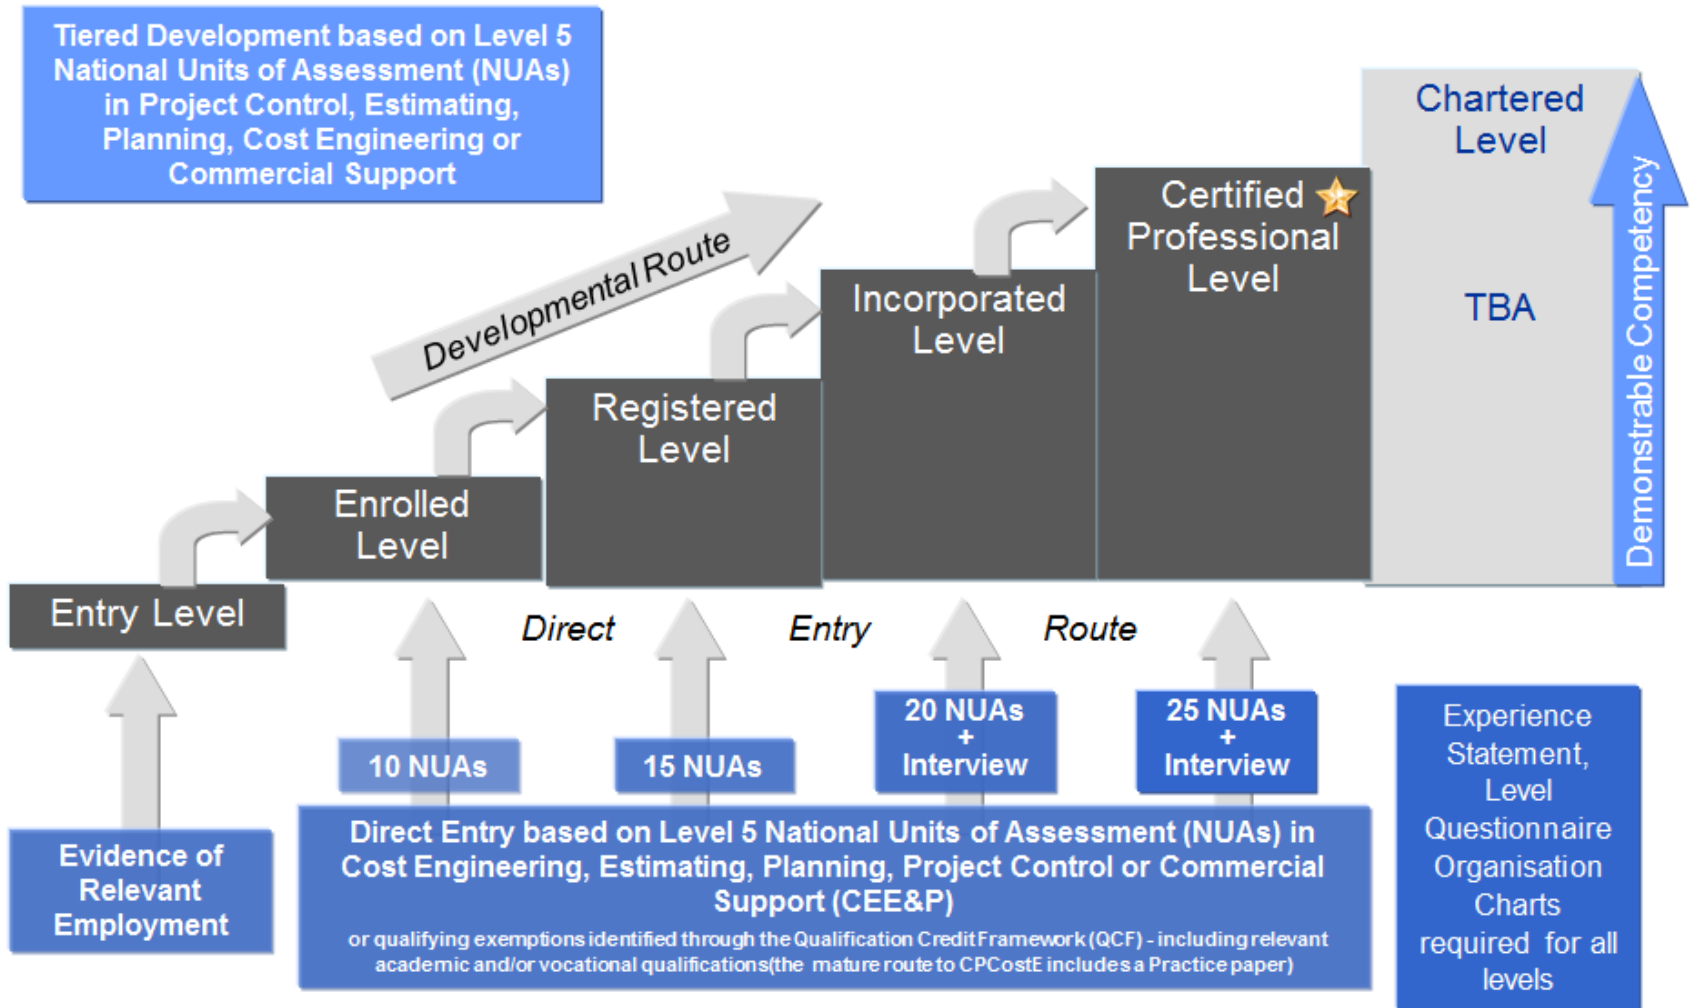 Tiered Development based on Level 5
National Units of Assessment (NUAs)
in Project Control, Estimating,
Planning, Cost Engineering or
Commercial Support
Developmental Route
Chartered
Level
TBA
Demonstrable Competency
Certified
Professional
Level
Incorporated
Level
Registered
Level
Enrolled
Level
Entry Level
Direct Entry Route
20 NUAs
+
Interview
25 NUAs
+
Interview
10 NUAs
15 NUAs
Evidence of
Relevant
Employment
Direct Entry based on Level 5 National Units of Assessment (NUAs) in
Cost Engineering, Estimating, Planning, Project Control or Commercial
Support (CEE&P)
or qualifying exemptions identified through the Qualification Credit Framework (QCF) - including relevant
academic and/or vocational qualifications(the mature route to CPCostE includes a Practice paper)
Experience
Statement,
Level
Questionnaire
Organisation
Charts
required for all
levels